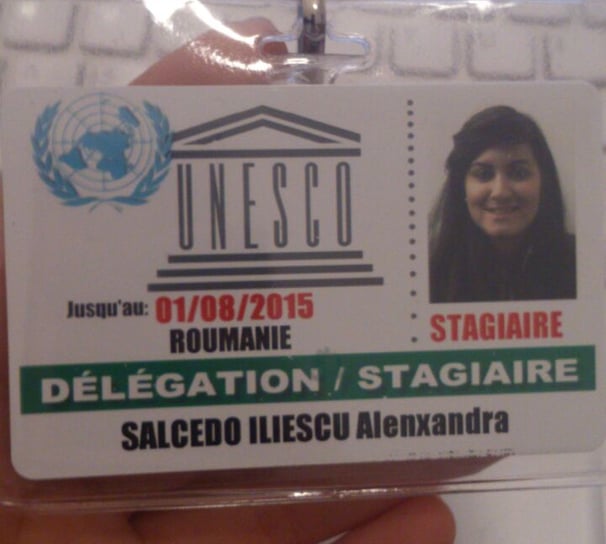 UNESCO
Jusqu'au: 01/08/2015
ROUMANIE
STAGIAIRE
DÉLÉGATION / STAGIAIRE
SALCEDO ILIESCU Alenxandra